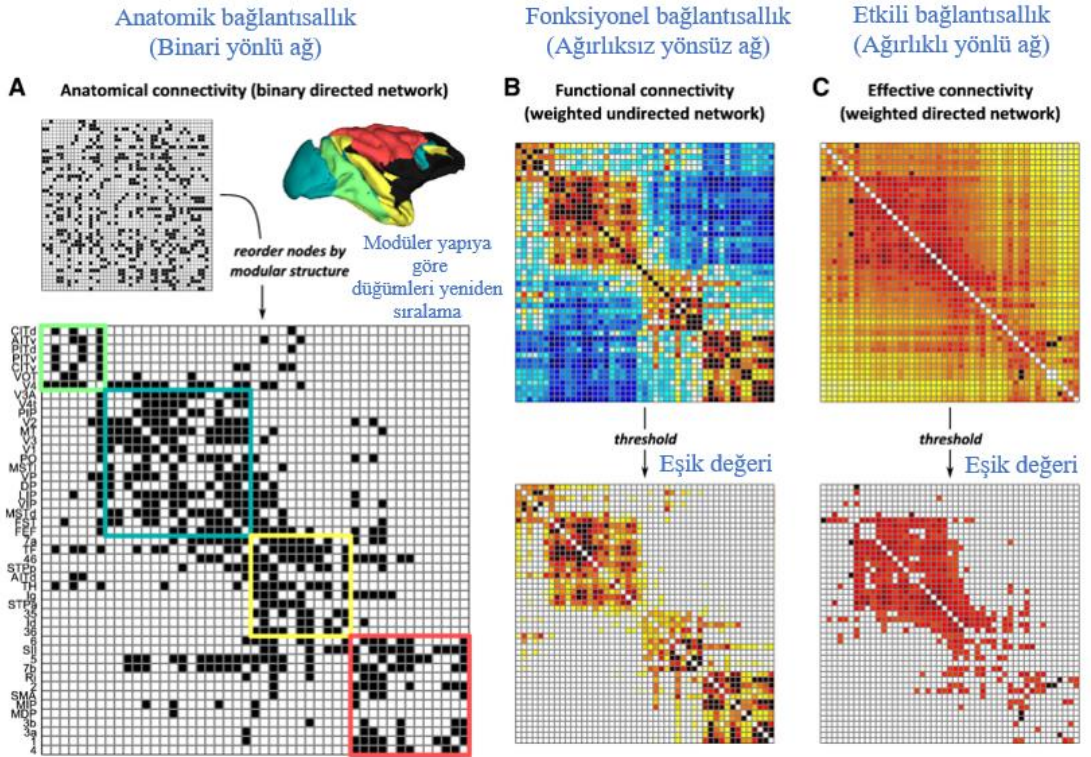 Anatomik bağlantısallık
(Binari yönlü ağ)
Fonksiyonel bağlantısallık
(Ağırlıksız yönsüz ağ)
Etkili bağlantısallık
(Ağırlıklı yönlü ağ)
A
Anatomical connectivity (binary directed network)
B
Functional connectivity
(weighted undirected network)
C
Effective connectivity
(weighted directed network)
reorder nodes by
modular structure
Modüler yapıya
göre
düğümleri yeniden
sıralama
CITd
AITv
PITd
PITv
CITv
VOT
V4
V3A
V4t
PIP
V2
MT
V3
V1
PO
MSTl
VP
DP
LIP
VIP
MSTd
FST
FEF
7a
TF
46
STPp
AITd
TH
Ig
STPa
35
Id
36
6
SII
5
7b
Ri
2
SMA
MIP
MDP
3b
3a
1
4
threshold
Eşik değeri
threshold
Eşik değeri